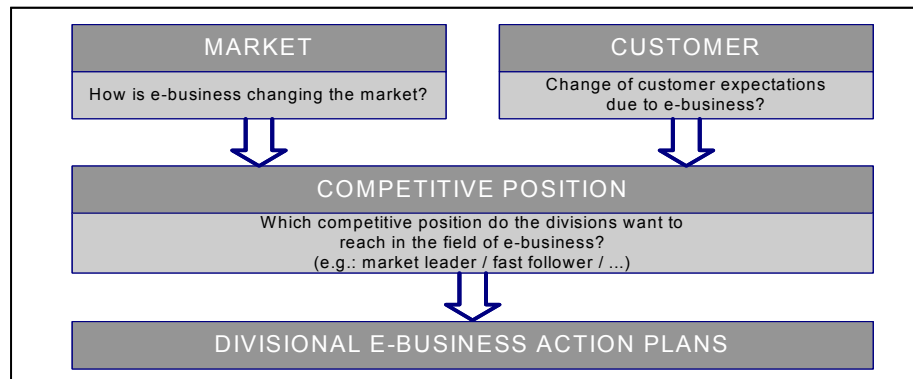 MARKET
How is e-business changing the market?
CUSTOMER
Change of customer expectations
due to e-business?
COMPETITIVE POSITION
Which competitive position do the divisions want to
reach in the field of e-business?
(e.g.: market leader / fast follower / ...)
DIVISIONAL E-BUSINESS ACTION PLANS